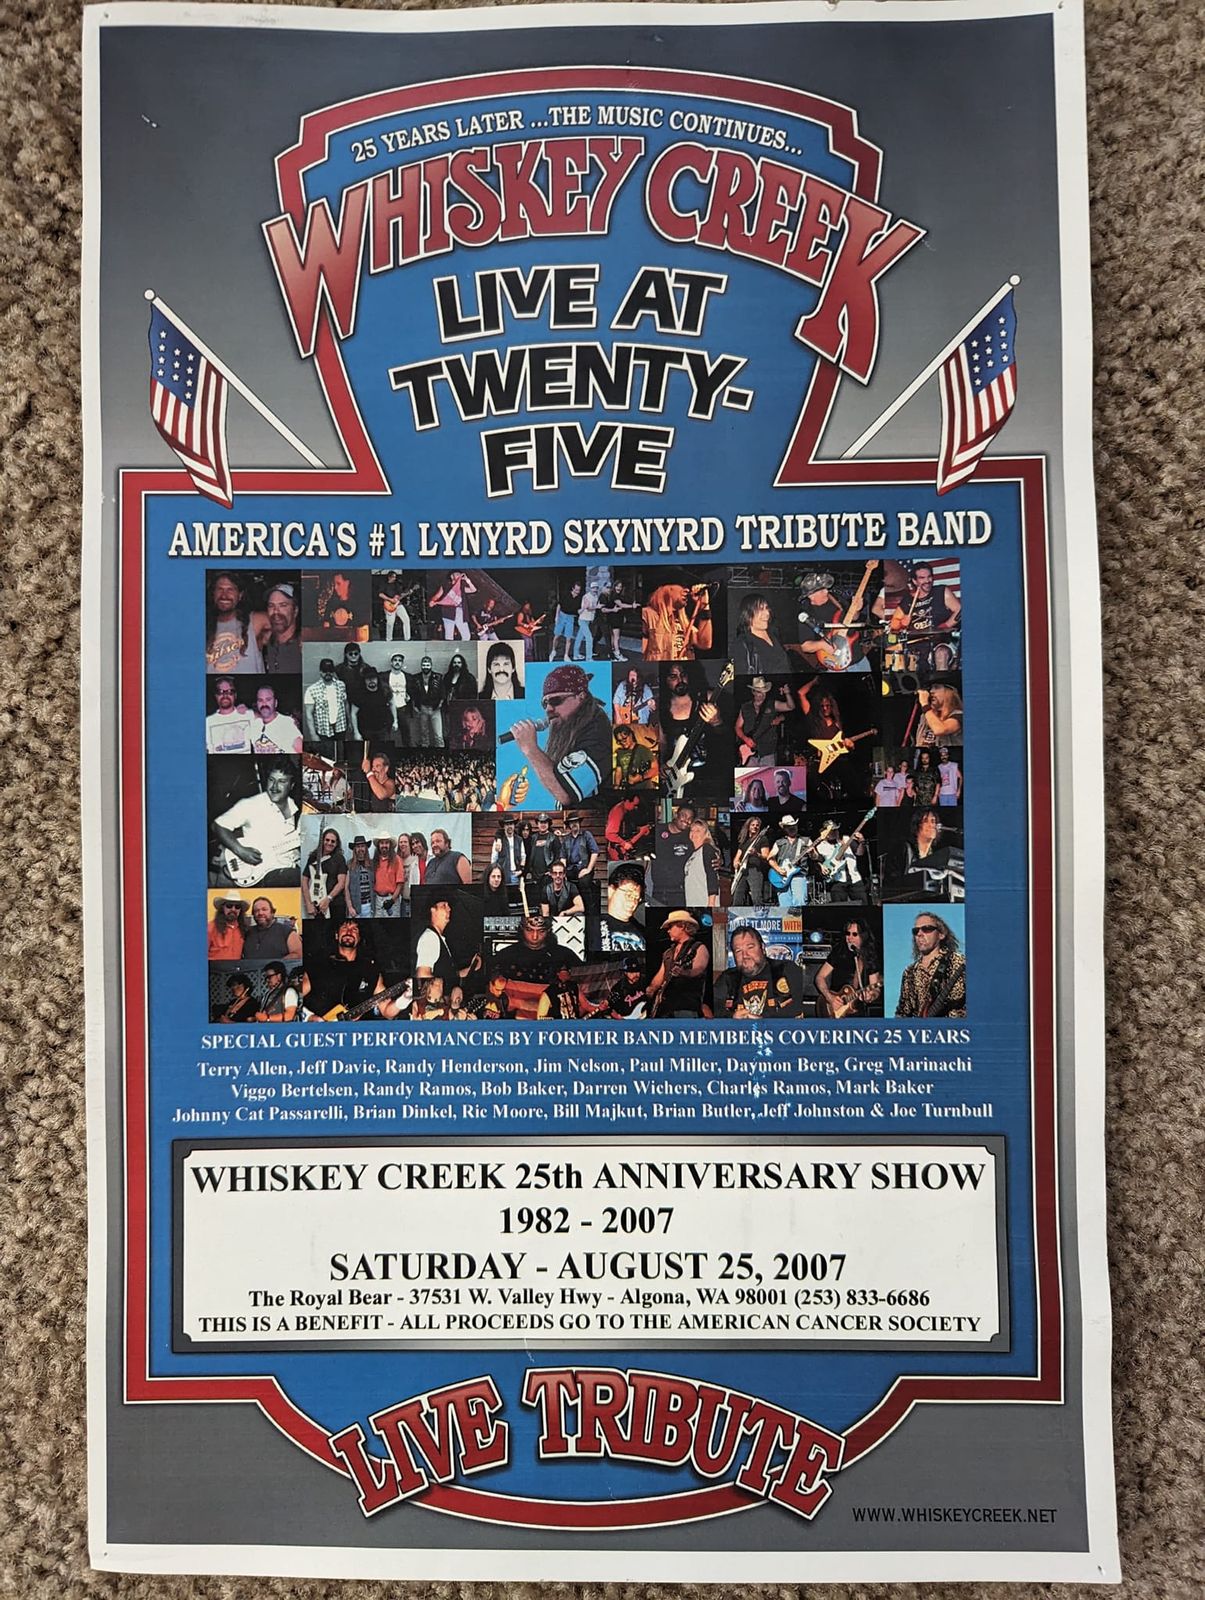 25 YEARS LATER ...THE MUSIC CONTINUES...
WHISKEY CREEK
LIVE AT
TWENTY-
FIVE
AMERICA'S #1 LYNYRD SKYNYRD TRIBUTE BAND
MAKE IT MORE WITH
SPECIAL GUEST PERFORMANCES BY FORMER BAND MEMBERS COVERING 25 YEARS
Terry Allen, Jeff Davie, Randy Henderson, Jim Nelson, Paul Miller, Daymon Berg, Greg Marinachi
Viggo Bertelsen, Randy Ramos, Bob Baker, Darren Wichers, Charles Ramos, Mark Baker
Johnny Cat Passarelli, Brian Dinkel, Ric Moore, Bill Majkut, Brian Butler, Jeff Johnston & Joe Turnbull
WHISKEY CREEK 25th ANNIVERSARY SHOW
1982 - 2007
SATURDAY - AUGUST 25, 2007
The Royal Bear - 37531 W. Valley Hwy - Algona, WA 98001 (253) 833-6686
THIS IS A BENEFIT - ALL PROCEEDS GO TO THE AMERICAN CANCER SOCIETY
LIVE TRIBUTE
WWW.WHISKEYCREEK.NET